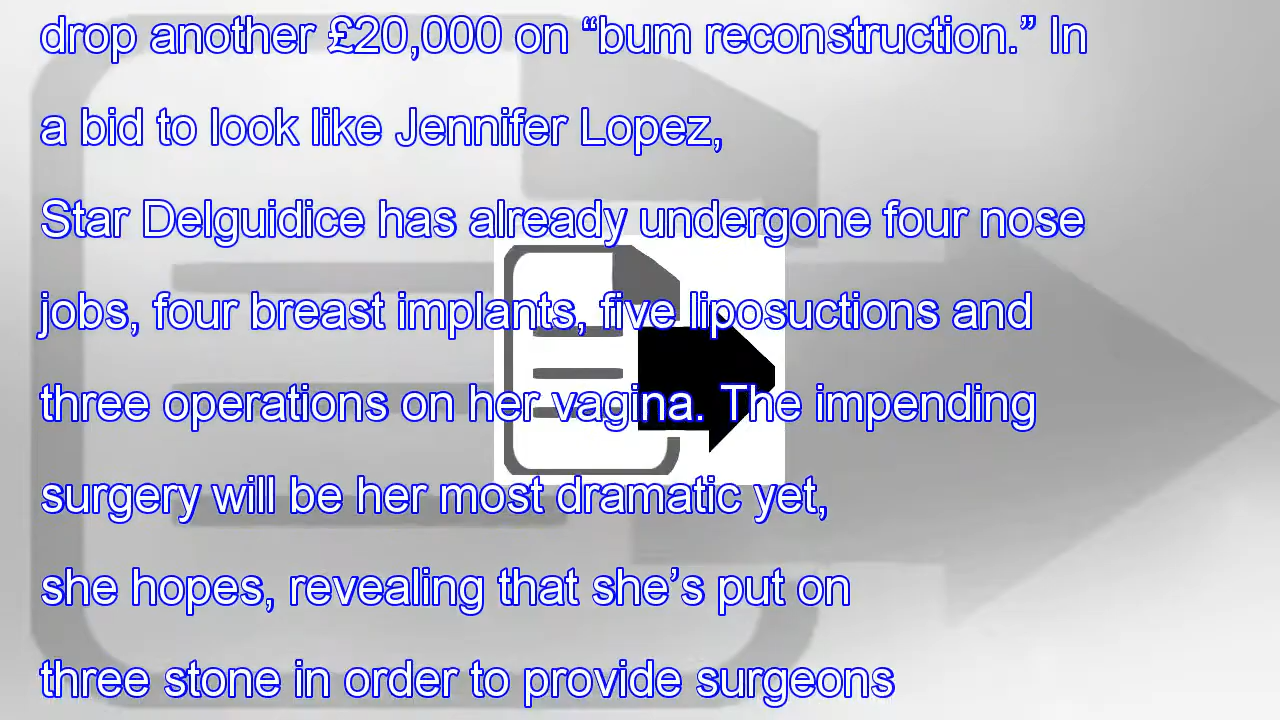 drop another £20,000 on “bum reconstruction.” In
a bid to look like Jennifer Lopez,
Star Delguidice has already undergone four nose
jobs, four breast implants, five liposuctions and
three operations on her vagina. The impending
surgery will be her most dramatic yet,
she hopes, revealing that she’s put on
three stone in order to provide surgeons